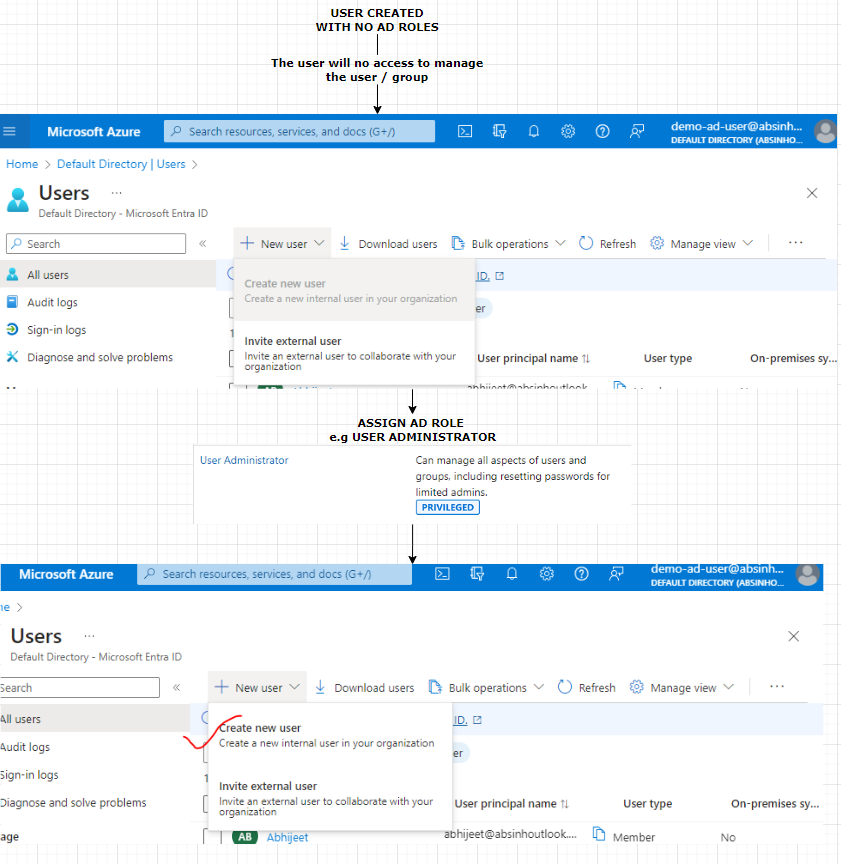 USER CREATED
WITH NO AD ROLES
The user will no access to manage
the user / group
Microsoft Azure
Search resources, services, and docs (G+/)
demo-ad-user@absinh...
DEFAULT DIRECTORY (ABSINHO...
Home > Default Directory | Users >
Users ...
Default Directory - Microsoft Entra ID
Search
«
+ New user
Download users
Bulk operations
Refresh
Manage view
...
All users
ID.
Create new user
Create a new internal user in your organization
Audit logs
er
Sign-in logs
Invite external user
Invite an external user to collaborate with your
organization
Diagnose and solve problems
User principal name
User type
On-premises sy...
Abhijeet
abhijeet@absinhoutlook
Member
No
ASSIGN AD ROLE
e.g USER ADMINISTRATOR
User Administrator
Can manage all aspects of users and
groups, including resetting passwords for
limited admins.
PRIVILEGED
Microsoft Azure
Search resources, services, and docs (G+/)
demo-ad-user@absinh...
DEFAULT DIRECTORY (ABSINHO...
ne >
Users ...
Default Directory - Microsoft Entra ID
Search
«
+ New user
Download users
Bulk operations
Refresh
Manage view
...
All users
ID.
Create new user
Create a new internal user in your organization
Audit logs
er
Sign-in logs
Invite external user
Invite an external user to collaborate with your
organization
Diagnose and solve problems
User principal name
User type
On-premises sy...
age
AB
Abhijeet
abhijeet@absinhoutlook....
Member
No